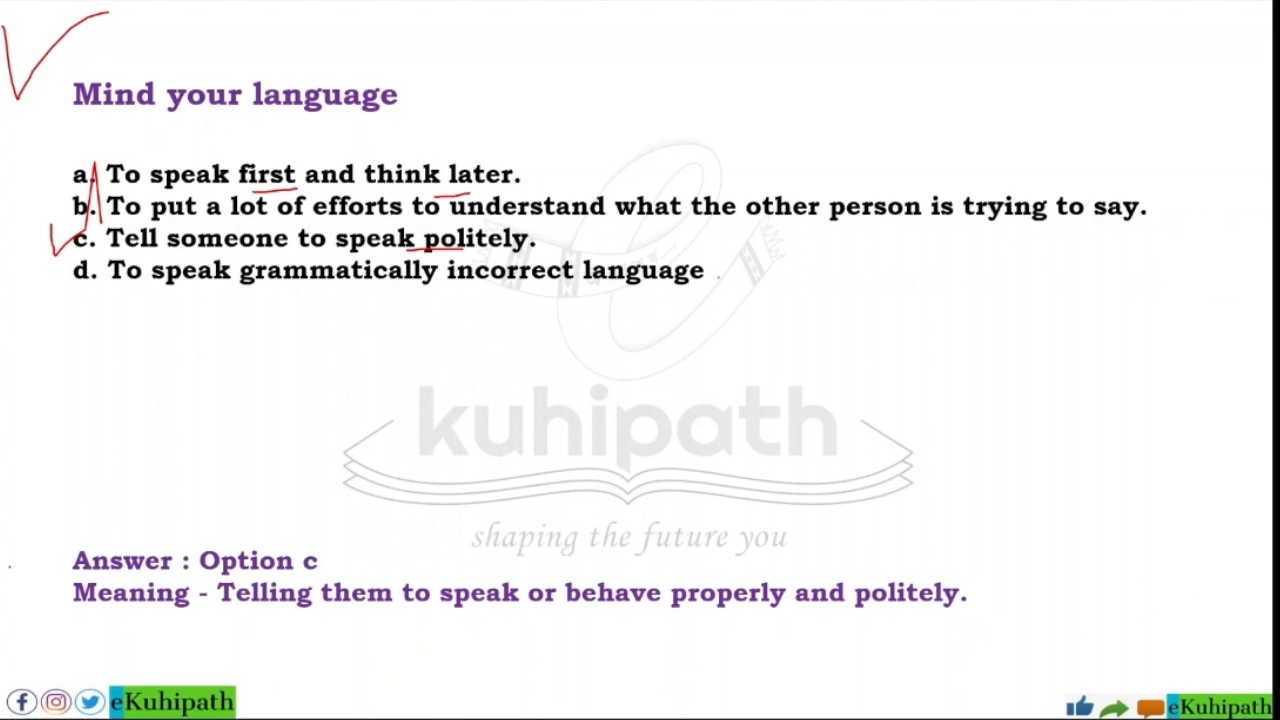 Mind your language
a. To speak first and think later.
b. To put a lot of efforts to understand what the other person is trying to say.
c. Tell someone to speak politely.
d. To speak grammatically incorrect language
kuhipath
shaping the future you
Answer : Option c
Meaning - Telling them to speak or behave properly and politely.
eKuhipath
eKuhipath